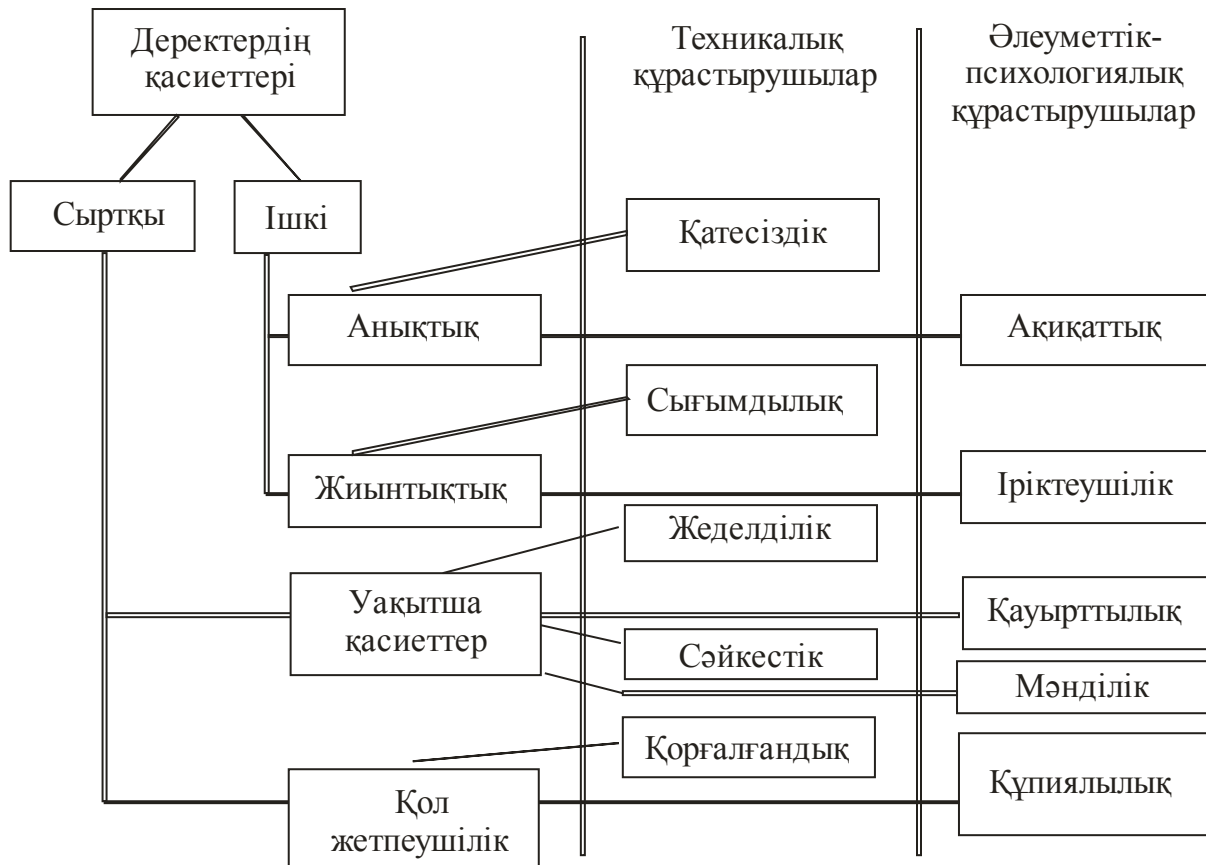 Деректердің
қасиеттері
Техникалық
құрастырушылар
Әлеуметтік-
психологиялық
құрастырушылар
Сыртқы
Ішкі
Қатесіздік
Анықтық
Ақиқаттық
Сығымдылық
Жиынтықтық
Іріктеушілік
Жеделділік
Уақытша
қасиеттер
Қауырттылық
Сәйкестік
Мәнділік
Қорғалғандық
Қол
жетпеушілік
Құпиялылық